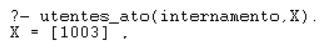 ?- utentes_ato(internamento,X).
X = [1003] .